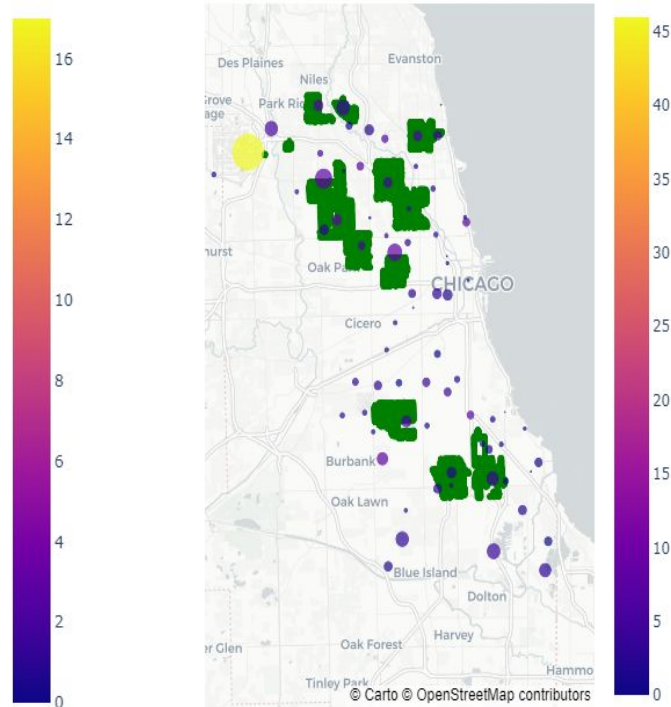 16
14
12
10
8
6
4
2
0
Evanston
Des Plaines
Niles
Grove
Park Ri
age
hurst
Oak Pa
CHICAGO
Cicero
Burbank
Oak Lawn
Blue Island
Dolton
Harvey
Oak Forest
er Glen
Hammo
Tinley Park
© Carto © OpenStreetMap contributors
45
40
35
30
25
20
15
10
5
0